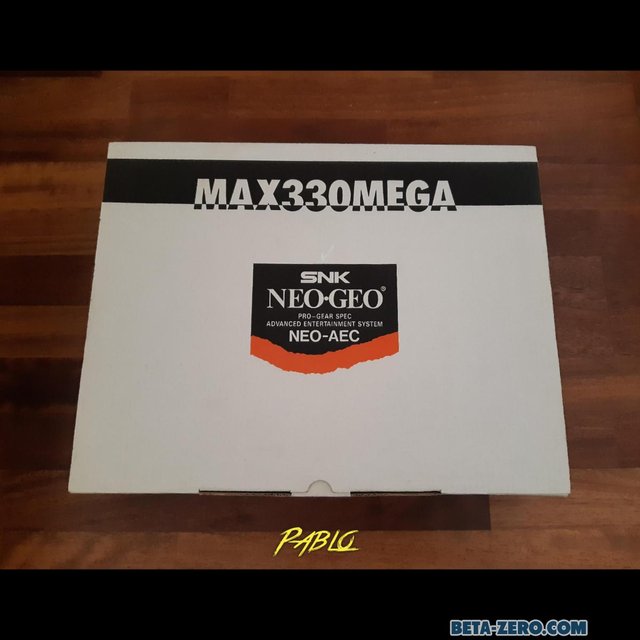 MAX330MEGA
SNK
NEO•GEO®
PRO-GEAR SPEC
ADVANCED ENTERTAINMENT SYSTEM
NEO-AEC
PABLO
BETA-ZERO.COM